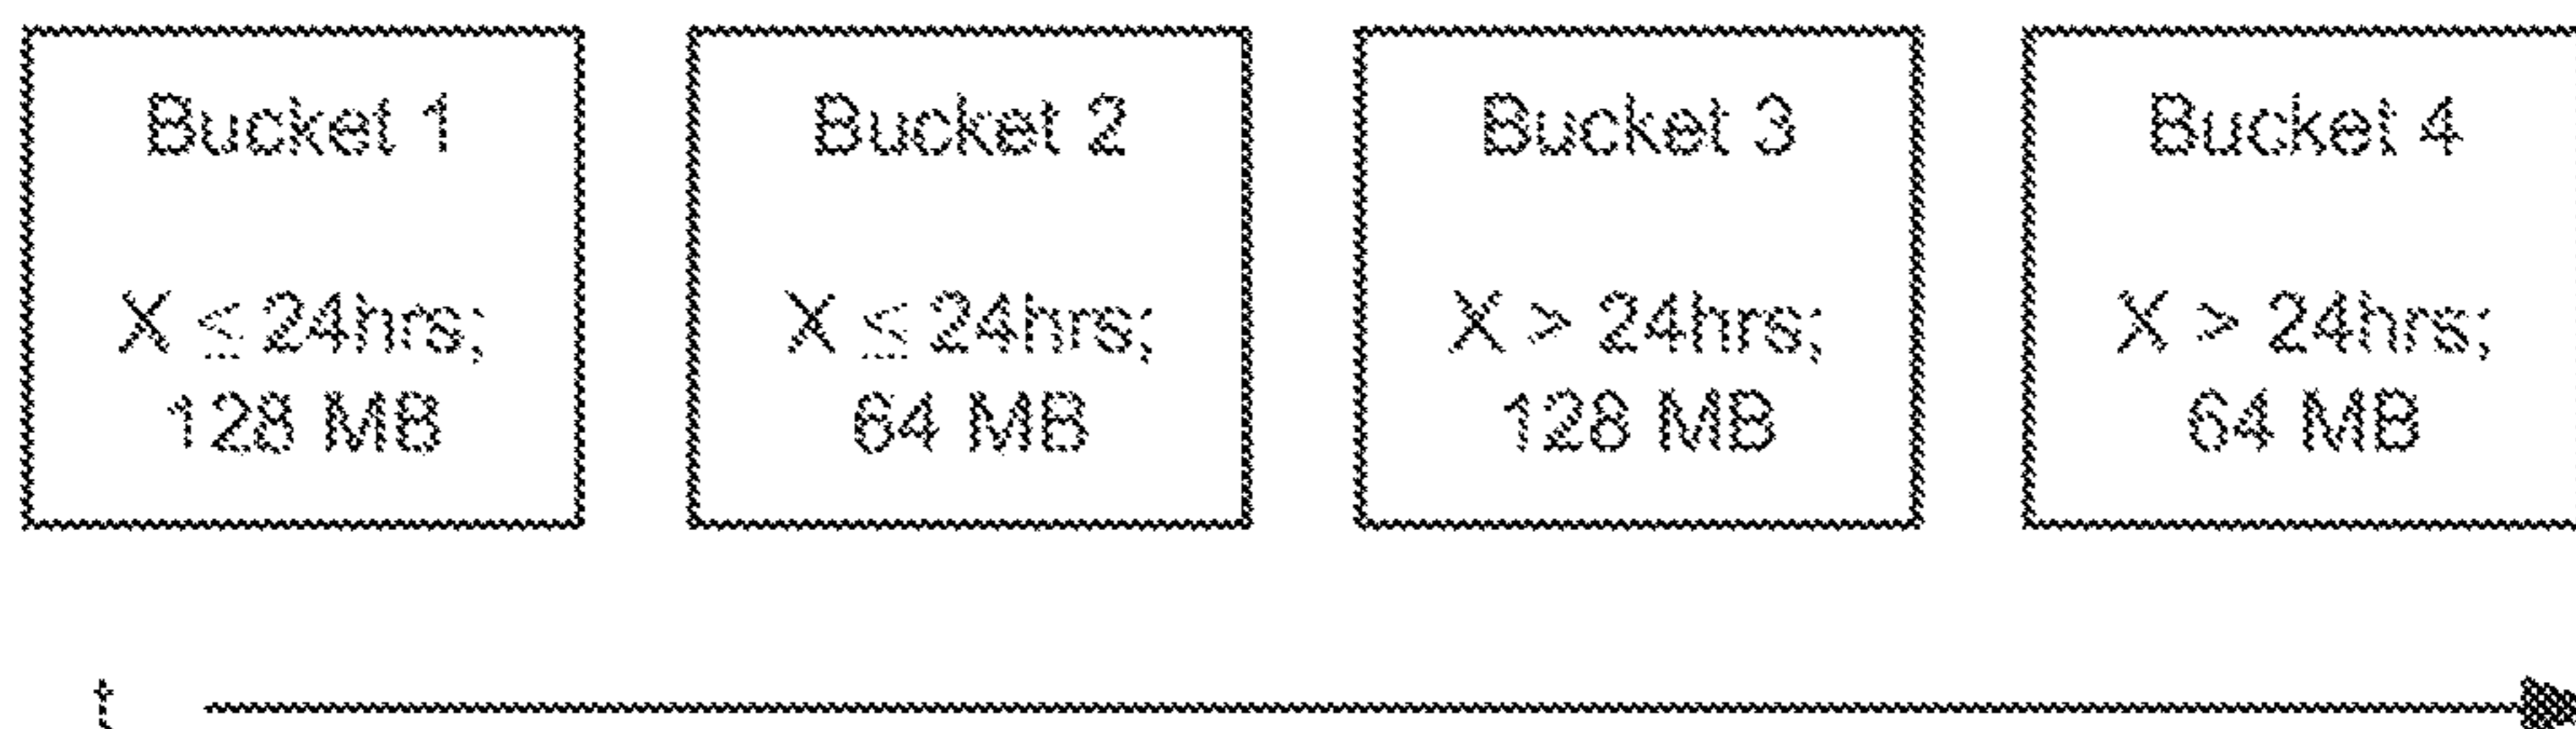 Bucket 1
X ≤ 24hrs;
128 MB
Bucket 2
X ≤ 24hrs;
64 MB
Bucket 3
X > 24hrs;
128 MB
Bucket 4
X > 24hrs;
64 MB
t